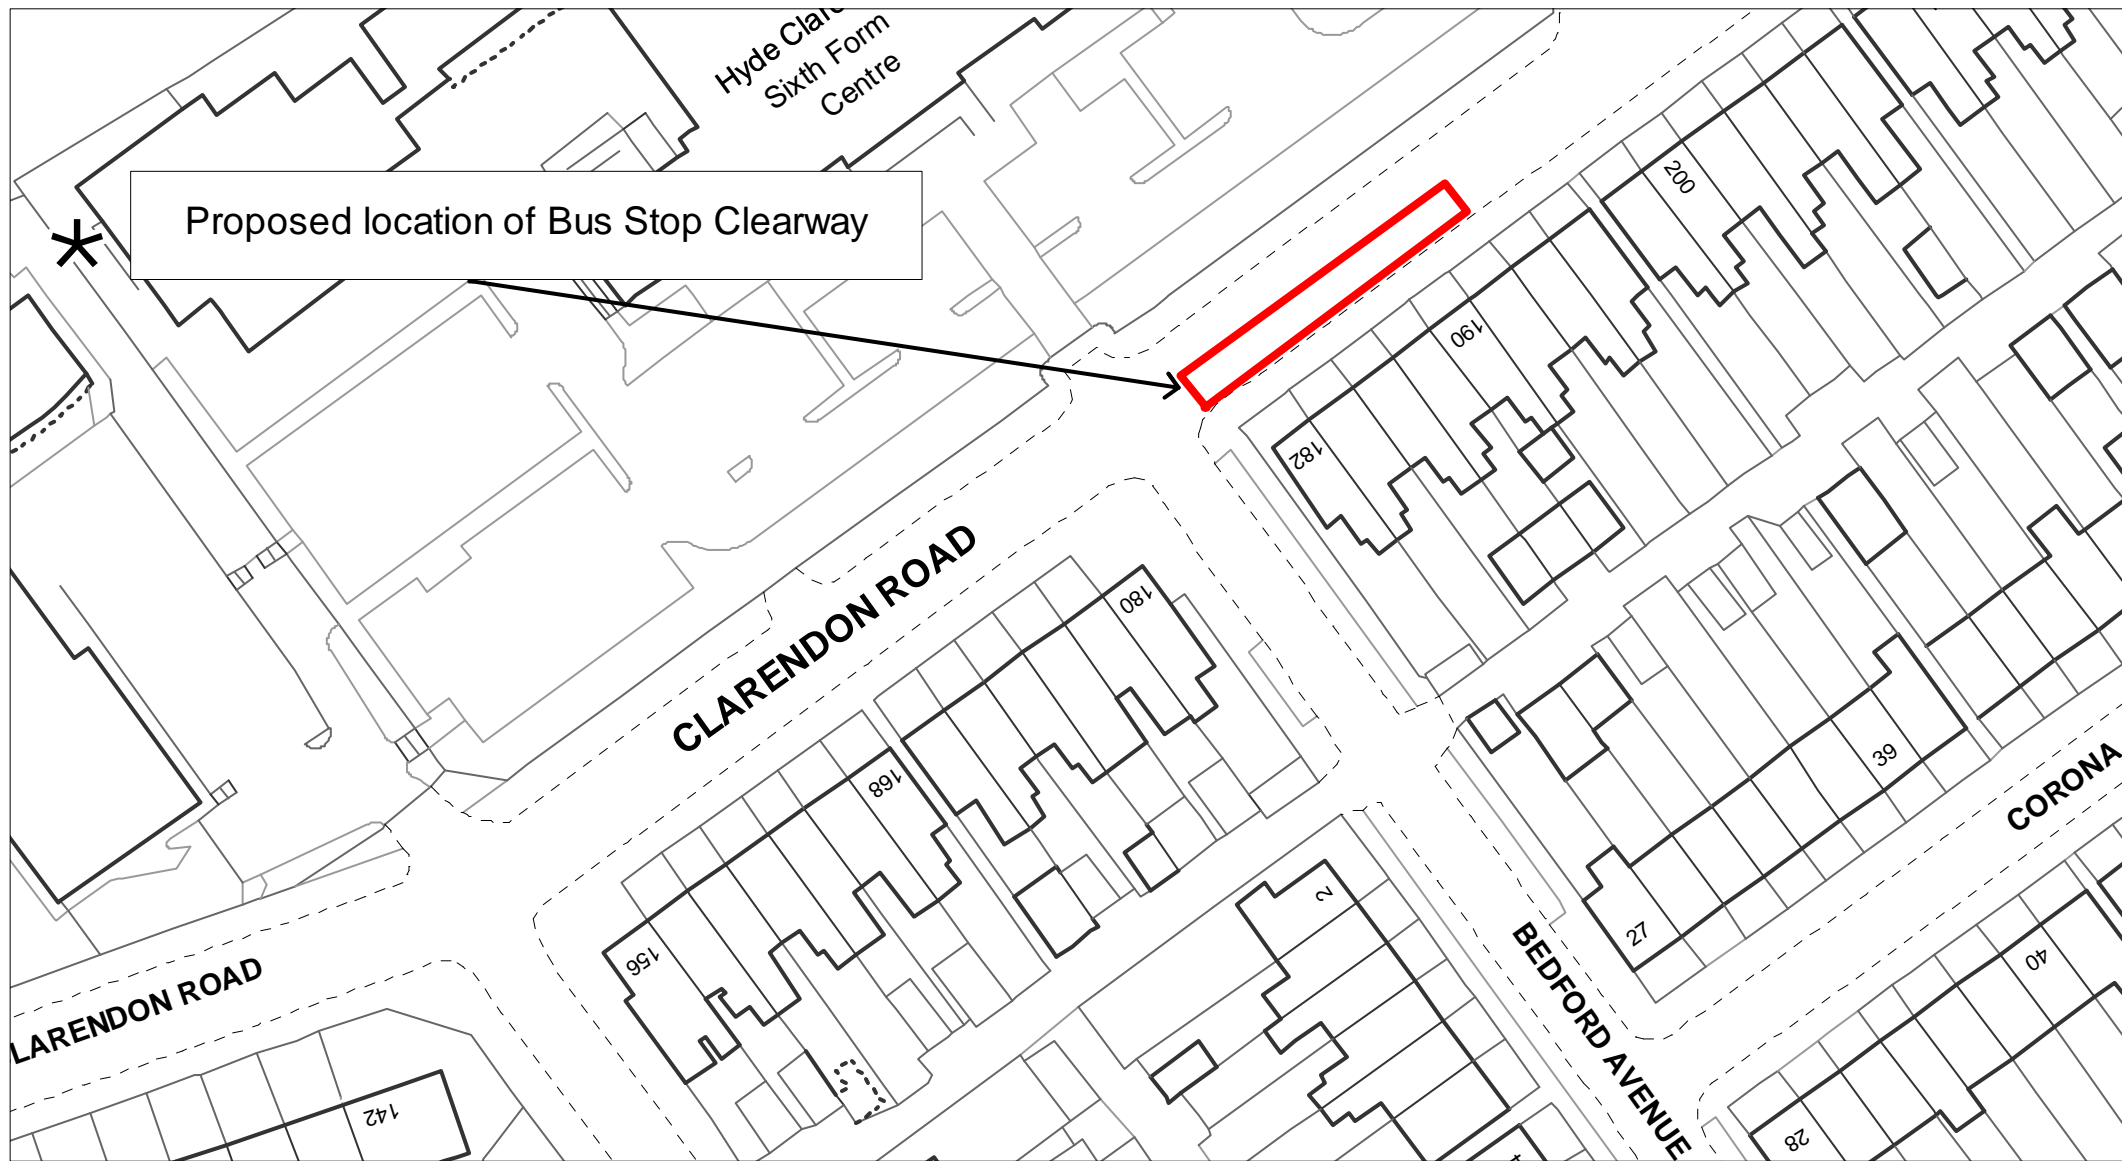 Hyde Clare
Sixth Form
Centre
Proposed location of Bus Stop Clearway
200
190
182
CLARENDON ROAD
180
168
39
CORONA
156
2
27
BEDFORD AVENUE
40
LARENDON ROAD
142
28